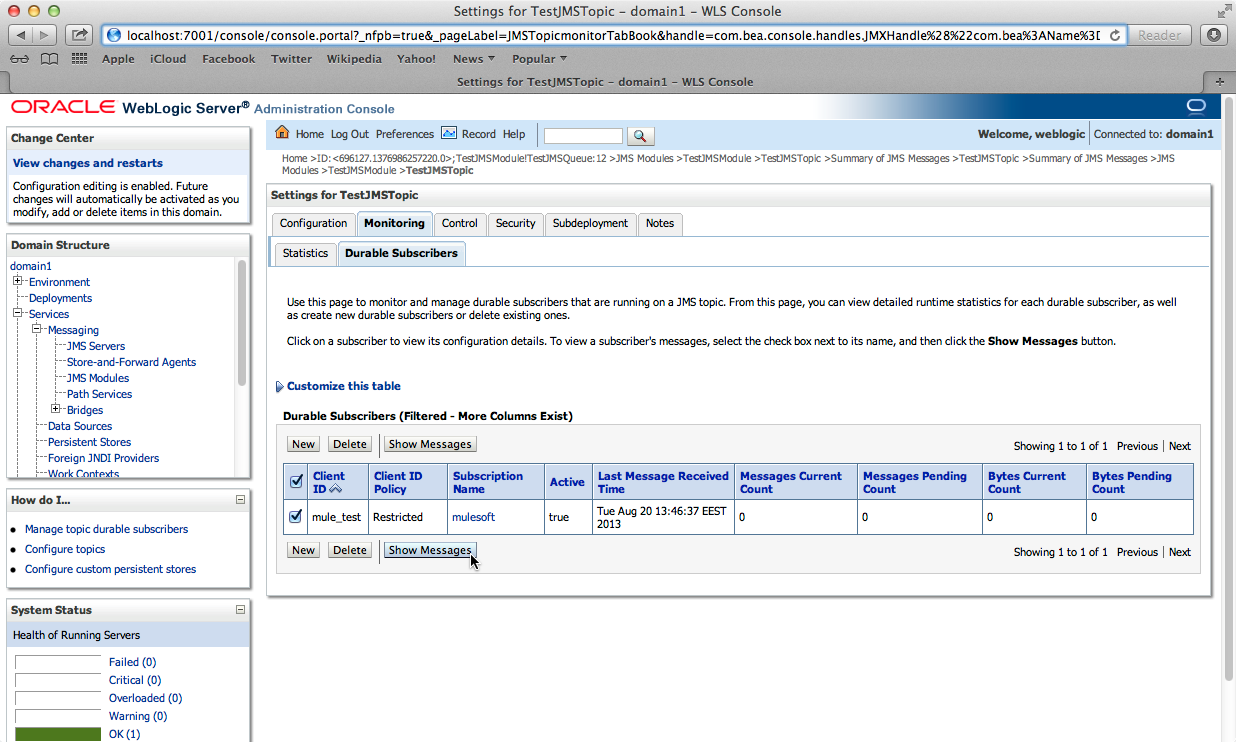 Settings for TestJMSTopic – domain1 – WLS Console
localhost:7001/console/console.portal?_nfpb=true&_pageLabel=JMSTopicmonitorTabBook&handle=com.bea.console.handles.JMXHandle%28%22com.bea%3AName%3D
Reader
Apple iCloud Facebook Twitter Wikipedia Yahoo! News Popular
Settings for TestJMSTopic – domain1 – WLS Console
ORACLE WebLogic Server® Administration Console
Change Center
View changes and restarts
Configuration editing is enabled. Future
changes will automatically be activated as you
modify, add or delete items in this domain.
Domain Structure
domain1
Environment
Deployments
Services
Messaging
JMS Servers
Store-and-Forward Agents
JMS Modules
Path Services
Bridges
Data Sources
Persistent Stores
Foreign JNDI Providers
Work Contexts
How do I...
Manage topic durable subscribers
Configure topics
Configure custom persistent stores
System Status
Health of Running Servers
Failed (0)
Critical (0)
Overloaded (0)
Warning (0)
OK (1)
Home Log Out Preferences Record Help
Welcome, weblogic Connected to: domain1
Home >ID: <696127.1376986257220.0>;TestJMSModule!TestJMSQueue:12 >JMS Modules >TestJMSModule >TestJMSTopic >Summary of JMS Messages >TestJMSTopic >Summary of JMS Messages >JMS
Modules >TestJMSModule >TestJMSTopic
Settings for TestJMSTopic
Configuration Monitoring Control Security Subdeployment Notes
Statistics Durable Subscribers
Use this page to monitor and manage durable subscribers that are running on a JMS topic. From this page, you can view detailed runtime statistics for each durable subscriber, as well
as create new durable subscribers or delete existing ones.
Click on a subscriber to view its configuration details. To view a subscriber's messages, select the check box next to its name, and then click the Show Messages button.
Customize this table
Durable Subscribers (Filtered - More Columns Exist)
New Delete Show Messages
Showing 1 to 1 of 1 Previous | Next
Client Client ID Subscription Active Last Message Received Messages Current Messages Pending Bytes Current Bytes Pending
ID Policy Name Time Count Count Count Count
mule_test Restricted mulesoft true Tue Aug 20 13:46:37 EEST 0 0 0 0
2013
New Delete Show Messages
Showing 1 to 1 of 1 Previous | Next